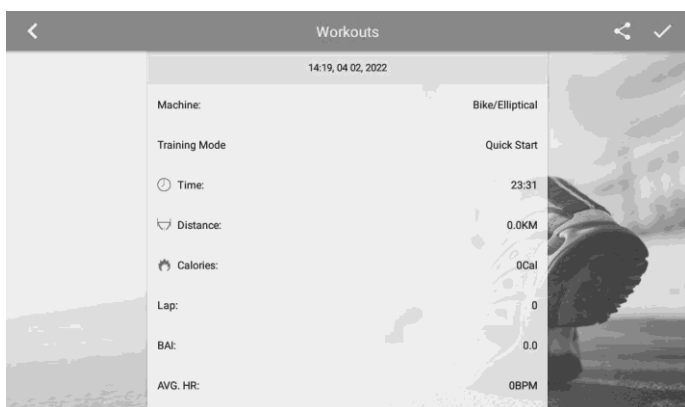 Workouts
14:19, 04 02, 2022
Machine: Bike/Elliptical
Training Mode Quick Start
Time: 23:31
Distance: 0.0KM
Calories: 0Cal
Lap: 0
BAI: 0.0
AVG. HR: 0BPM